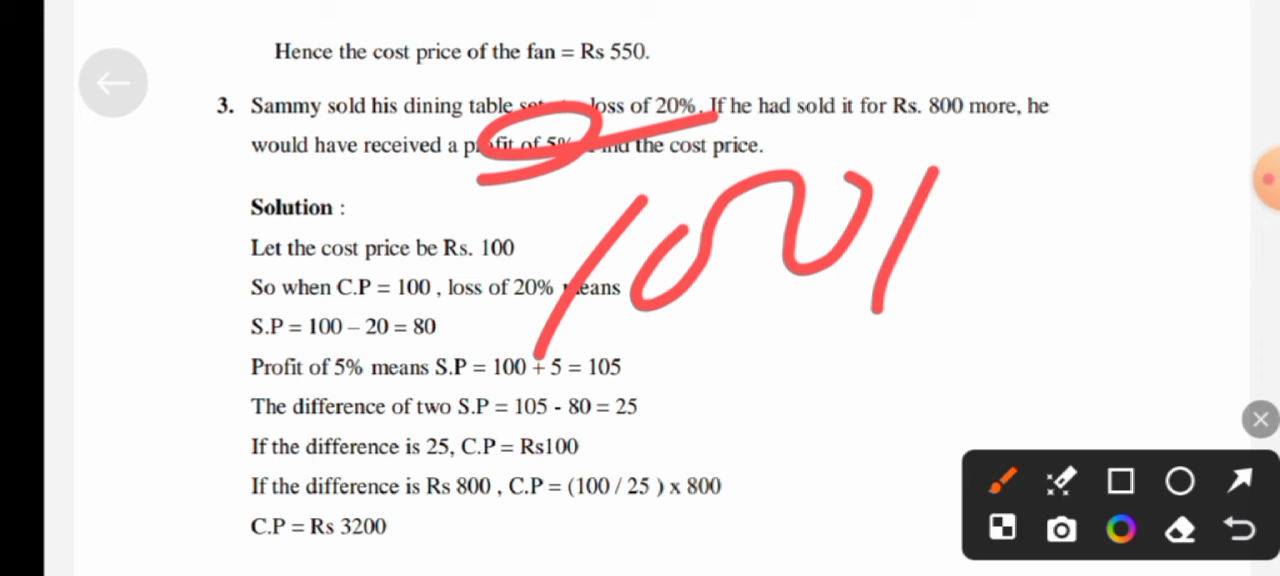 Hence the cost price of the fan = Rs 550.
3. Sammy sold his dining table loss of 20%. If he had sold it for Rs. 800 more, he
would have received a profit of 5% the cost price.
Solution :
Let the cost price be Rs. 100
So when C.P = 100 , loss of 20% means
S.P = 100 – 20 = 80
Profit of 5% means S.P = 100 + 5 = 105
The difference of two S.P = 105 - 80 = 25
If the difference is 25, C.P = Rs100
If the difference is Rs 800 , C.P = (100 / 25 ) x 800
C.P = Rs 3200